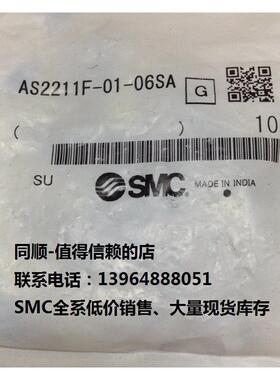 AS2211F-01-06SA G
( ) 10
SU SMC MADE IN INDIA
同顺-值得信赖的店
联系电话：13964888051
SMC全系低价销售、大量现货库存